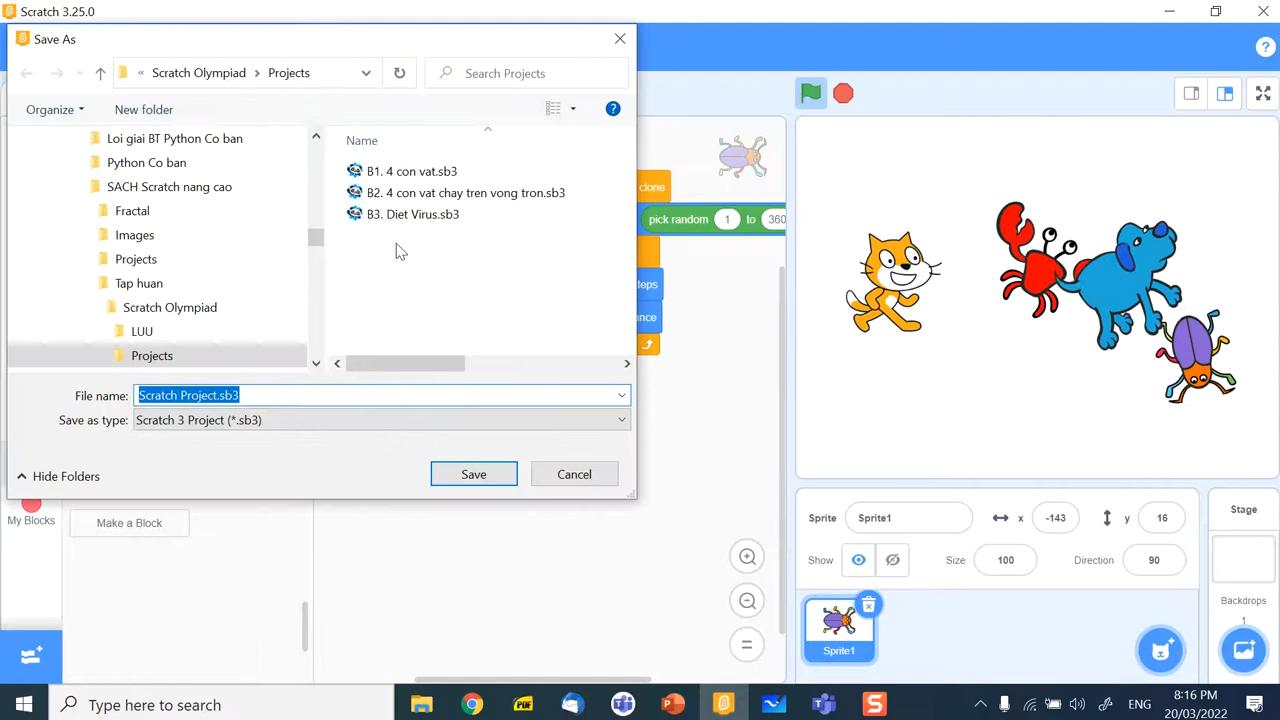 Scratch 3.25.0
Save As
« Scratch Olympiad > Projects
Search Projects
Organize
New folder
Loi giai BT Python Co ban
Python Co ban
SACH Scratch nang cao
Fractal
Images
Projects
Tap huan
Scratch Olympiad
LUU
Projects
Name
B1. 4 con vat.sb3
B2. 4 con vat chay tren vong tron.sb3
B3. Diet Virus.sb3
File name: Scratch Project.sb3
Save as type: Scratch 3 Project (*.sb3)
Hide Folders
Save
Cancel
clone
pick random 1 to 360
teps
nce
My Blocks
Make a Block
Sprite Sprite1 x -143 y 16
Show Size 100 Direction 90
Sprite1
Stage
Backdrops
1
Type here to search
PDF
ENG
8:16 PM
20/03/2022